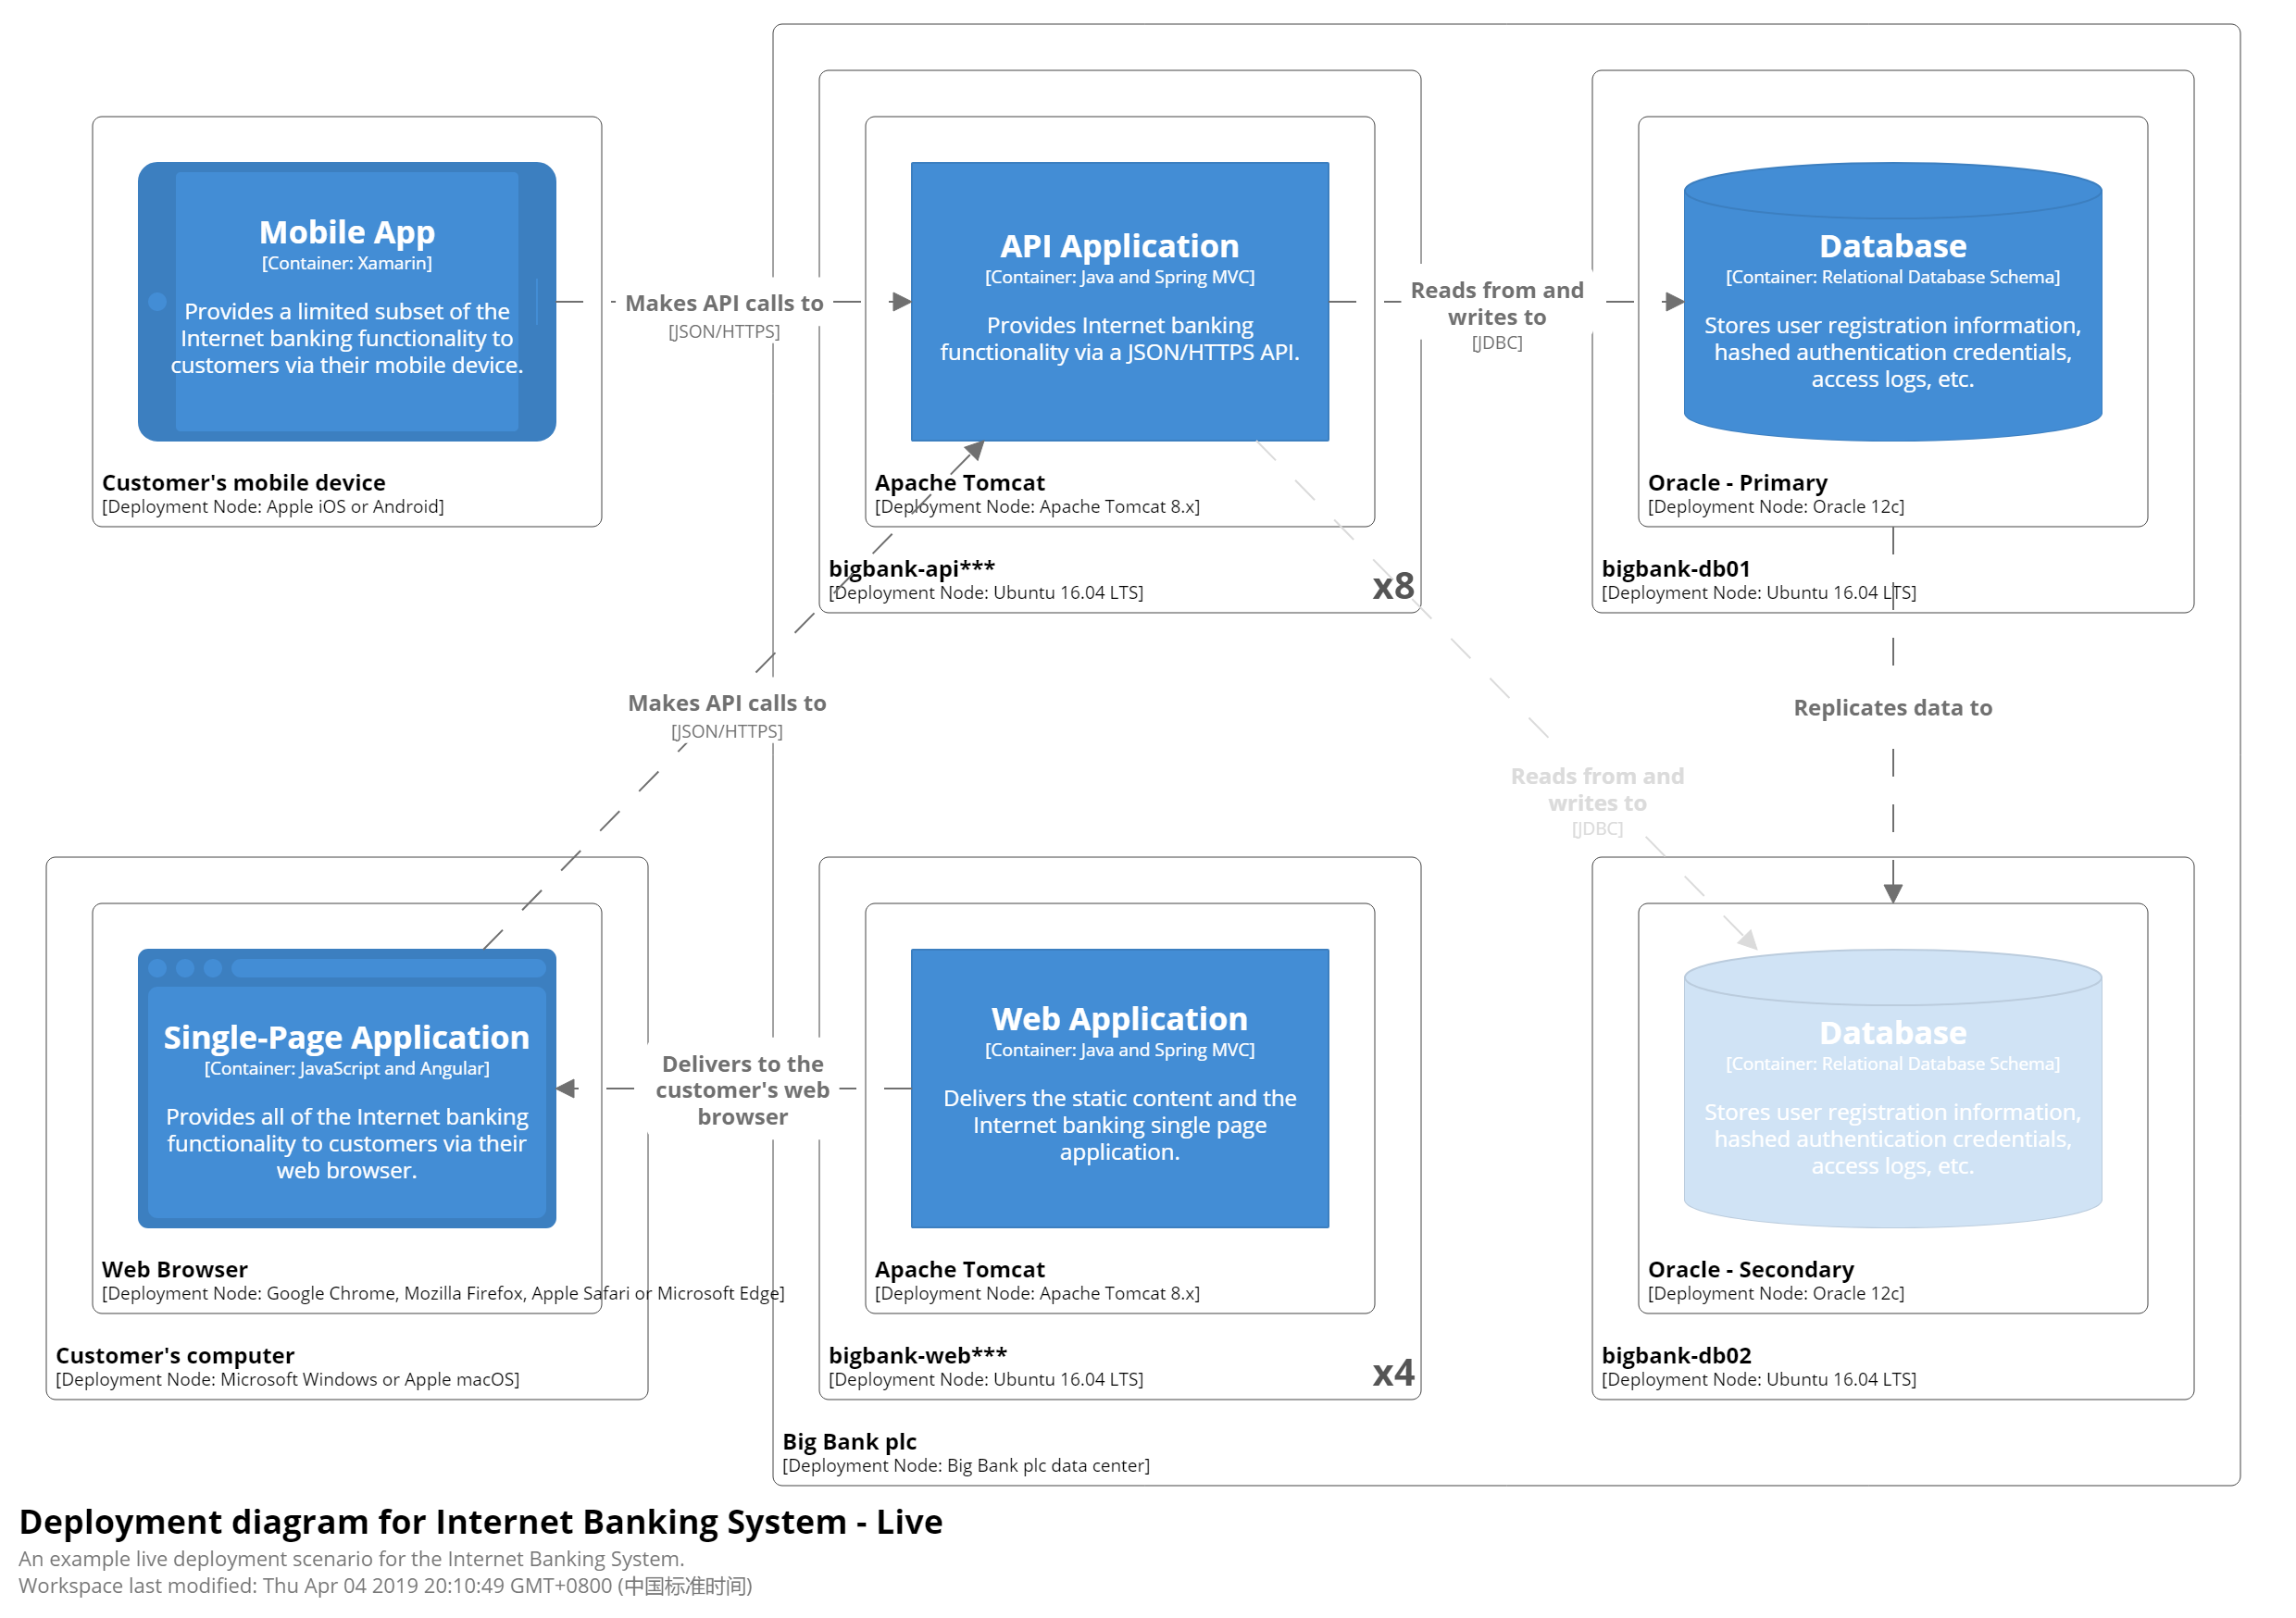 Mobile App
[Container: Xamarin]
Provides a limited subset of the
Internet banking functionality to
customers via their mobile device.
Customer's mobile device
[Deployment Node: Apple iOS or Android]
Makes API calls to
[JSON/HTTPS]
API Application
[Container: Java and Spring MVC]
Provides Internet banking
functionality via a JSON/HTTPS API.
Apache Tomcat
[Deployment Node: Apache Tomcat 8.x]
bigbank-api***
[Deployment Node: Ubuntu 16.04 LTS]
x8
Reads from and
writes to
[JDBC]
Database
[Container: Relational Database Schema]
Stores user registration information,
hashed authentication credentials,
access logs, etc.
Oracle - Primary
[Deployment Node: Oracle 12c]
bigbank-db01
[Deployment Node: Ubuntu 16.04 LTS]
Makes API calls to
[JSON/HTTPS]
Replicates data to
Reads from and
writes to
[JDBC]
Single-Page Application
[Container: JavaScript and Angular]
Provides all of the Internet banking
functionality to customers via their
web browser.
Web Browser
[Deployment Node: Google Chrome, Mozilla Firefox, Apple Safari or Microsoft Edge]
Customer's computer
[Deployment Node: Microsoft Windows or Apple macOS]
Delivers to the
customer's web
browser
Web Application
[Container: Java and Spring MVC]
Delivers the static content and the
Internet banking single page
application.
Apache Tomcat
[Deployment Node: Apache Tomcat 8.x]
bigbank-web***
[Deployment Node: Ubuntu 16.04 LTS]
x4
Database
[Container: Relational Database Schema]
Stores user registration information,
hashed authentication credentials,
access logs, etc.
Oracle - Secondary
[Deployment Node: Oracle 12c]
bigbank-db02
[Deployment Node: Ubuntu 16.04 LTS]
Big Bank plc
[Deployment Node: Big Bank plc data center]
Deployment diagram for Internet Banking System - Live
An example live deployment scenario for the Internet Banking System.
Workspace last modified: Thu Apr 04 2019 20:10:49 GMT+0800 (中国标准时间)